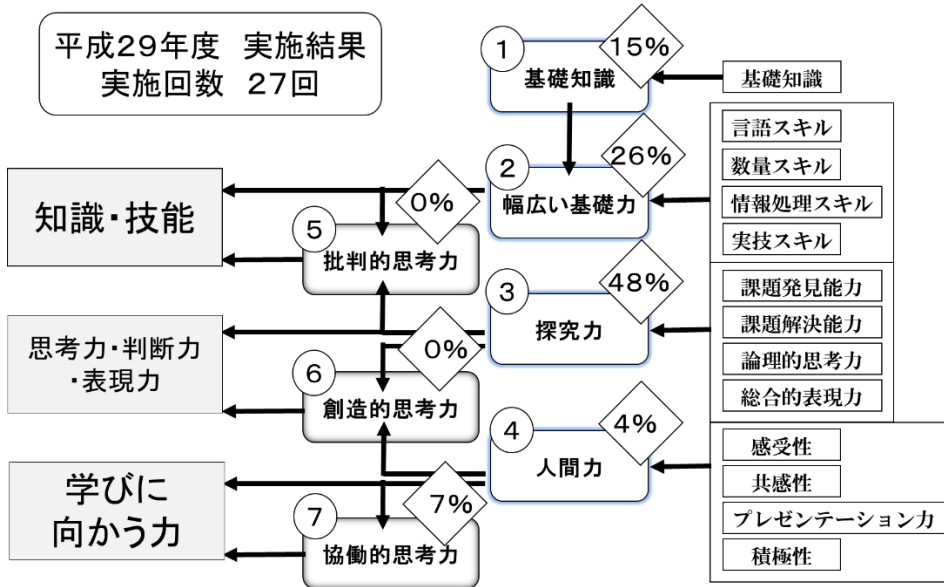 平成29年度 実施結果
実施回数 27回
1
15%
基礎知識
基礎知識
2
26%
幅広い基礎力
言語スキル
数量スキル
情報処理スキル
実技スキル
知識・技能
0%
5
批判的思考力
3
48%
探究力
課題発見能力
課題解決能力
論理的思考力
総合的表現力
思考力・判断力
・表現力
0%
6
創造的思考力
4
4%
人間力
感受性
共感性
プレゼンテーション力
積極性
学びに
向かう力
7%
7
協働的思考力